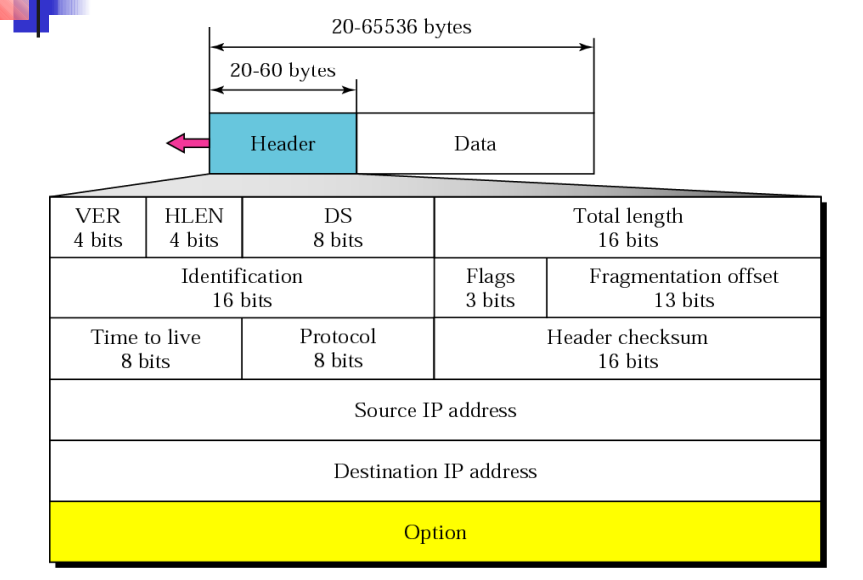 20-65536 bytes
20-60 bytes
Header
Data
VER
4 bits
HLEN
4 bits
DS
8 bits
Total length
16 bits
Identification
16 bits
Flags
3 bits
Fragmentation offset
13 bits
Time to live
8 bits
Protocol
8 bits
Header checksum
16 bits
Source IP address
Destination IP address
Option